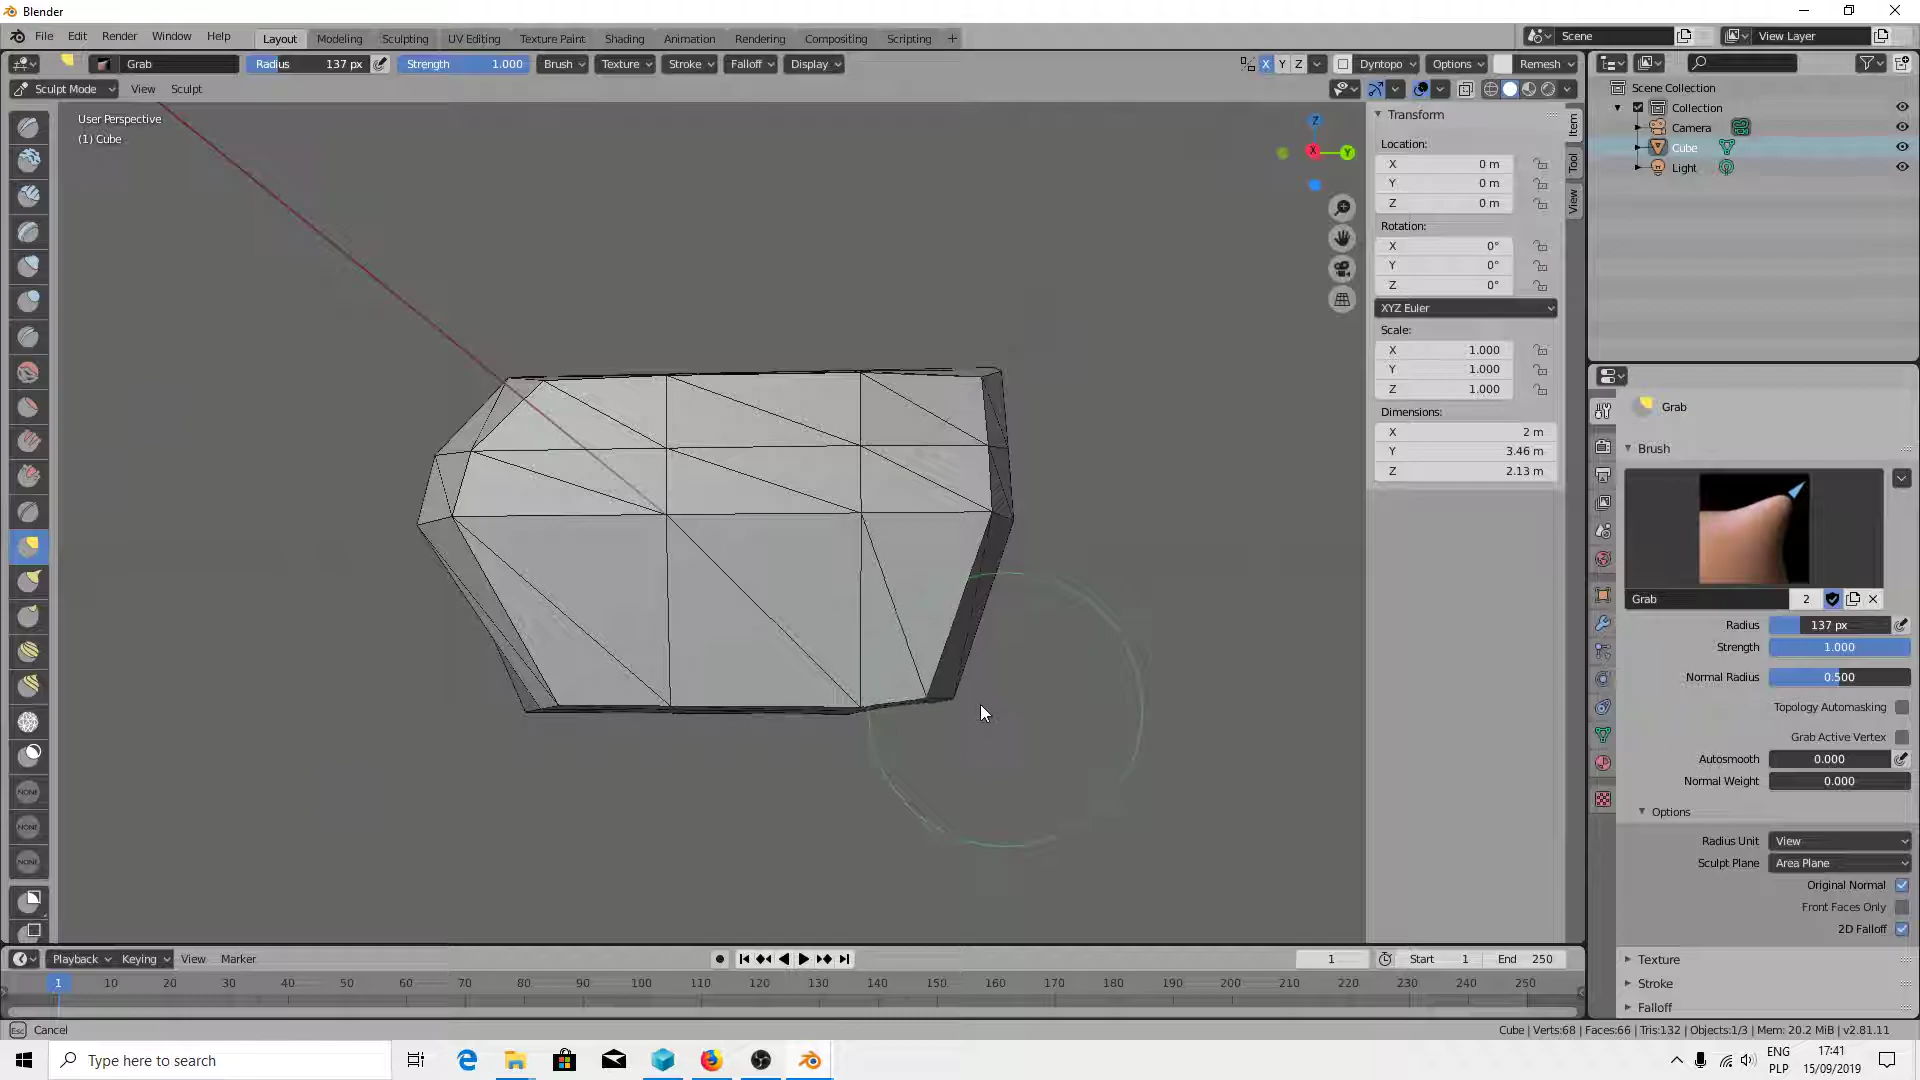 Blender
File Edit Render Window Help Layout Modeling Sculpting UV Editing Texture Paint Shading Animation Rendering Compositing Scripting + Scene View Layer
Grab Radius 137 px Strength 1.000 Brush Texture Stroke Falloff Display X Y Z Dyntopo Options Remesh
Sculpt Mode View Sculpt
User Perspective
(1) Cube
Z
X
Y
Transform
Location:
X 0 m
Y 0 m
Z 0 m
Rotation:
X 0°
Y 0°
Z 0°
XYZ Euler
Scale:
X 1.000
Y 1.000
Z 1.000
Dimensions:
X 2 m
Y 3.46 m
Z 2.13 m
Item
Tool
View
Scene Collection
Collection
Camera
Cube
Light
Grab
Brush
Grab 2
Radius 137 px
Strength 1.000
Normal Radius 0.500
Topology Automasking
Grab Active Vertex
Autosmooth 0.000
Normal Weight 0.000
Options
Radius Unit View
Sculpt Plane Area Plane
Original Normal
Front Faces Only
2D Falloff
Texture
Stroke
Falloff
NONE
NONE
NONE
Playback Keying View Marker 1 Start 1 End 250
1 10 20 30 40 50 60 70 80 90 100 110 120 130 140 150 160 170 180 190 200 210 220 230 240 250
Esc Cancel Cube | Verts:68 | Faces:66 | Tris:132 | Objects:1/3 | Mem: 20.2 MiB | v2.81.11
Type here to search
ENG
PLP
17:41
15/09/2019